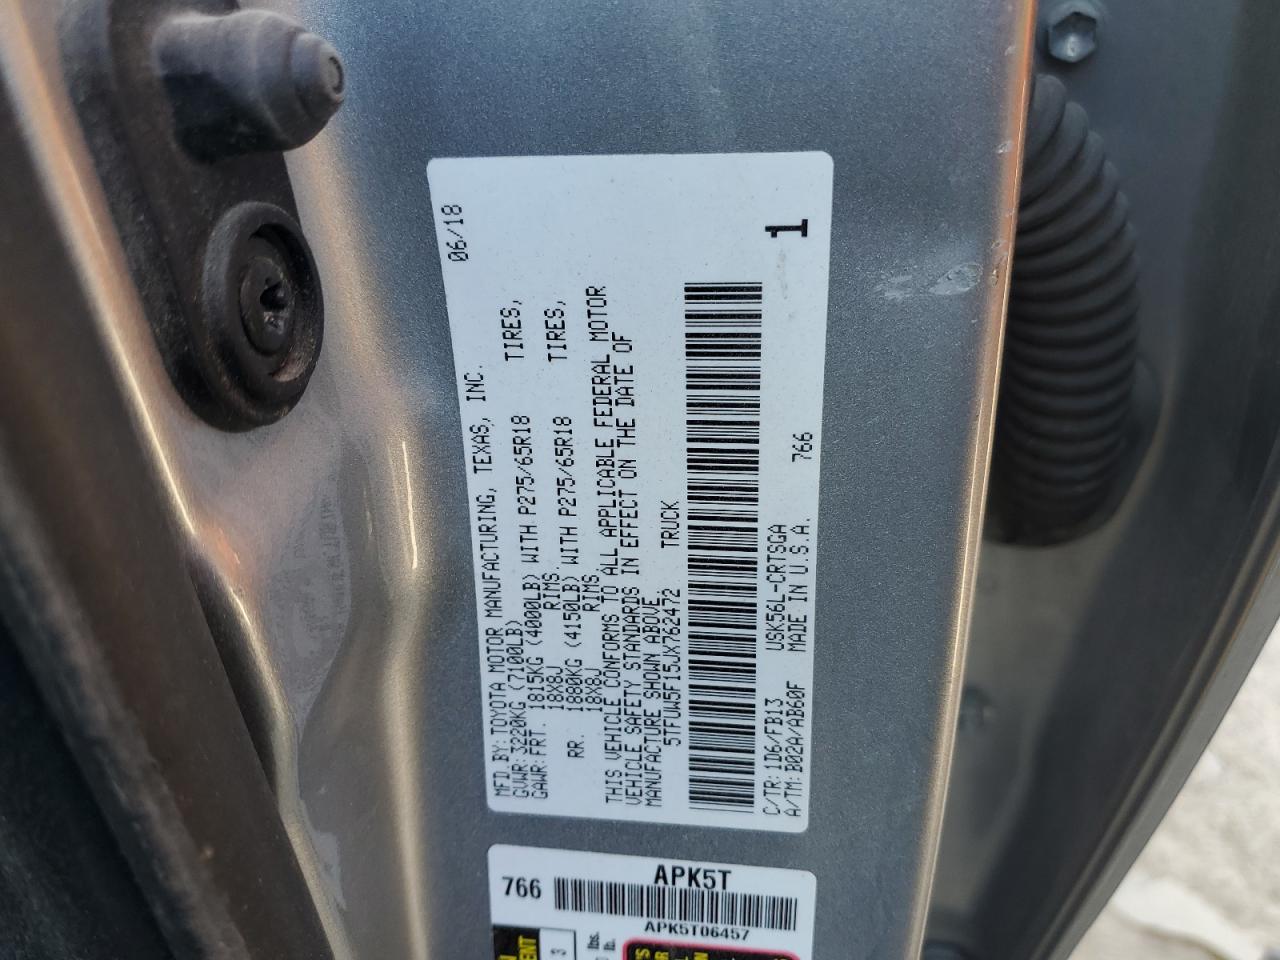 MFD.BY:TOYOTA MOTOR MANUFACTURING, TEXAS, INC. 06/18
GVWR:3220KG (7100LB)
GAWR:FRT. 1815KG (4000LB) WITH P275/65R18 TIRES,
18X8J RIMS
RR. 1880KG (4150LB) WITH P275/65R18 TIRES,
18X8J RIMS
THIS VEHICLE CONFORMS TO ALL APPLICABLE FEDERAL MOTOR
VEHICLE SAFETY STANDARDS IN EFFECT ON THE DATE OF
MANUFACTURE SHOWN ABOVE.
5TFUW5F15JX762472 TRUCK
C/TR:1D6/FB13 USK56L-CRTSGA 766
A/TM:B02A/AB60F MADE IN U.S.A.
1
APK5T
766
APK5T06457
3
lbs.
lb.